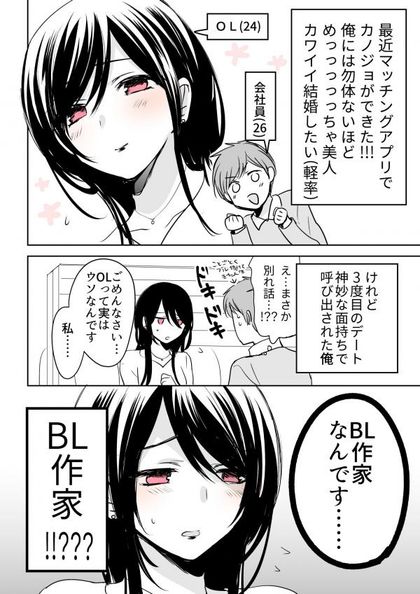 最近マッチングアプリで
カノジョができた!!!
俺には勿体ないほど
めっっっっっちゃ美人
カワイイ結婚したい(軽率)
OL(24)
会社員(26)
けれど
3度目のデート
神妙な面持ちで
呼び出された俺
え…まさか
別れ話…!??
ドキドキ
ごめんなさい…
OLって実は
ウソなんです
私……
BL作家
なんです……
BL
作家
!!???